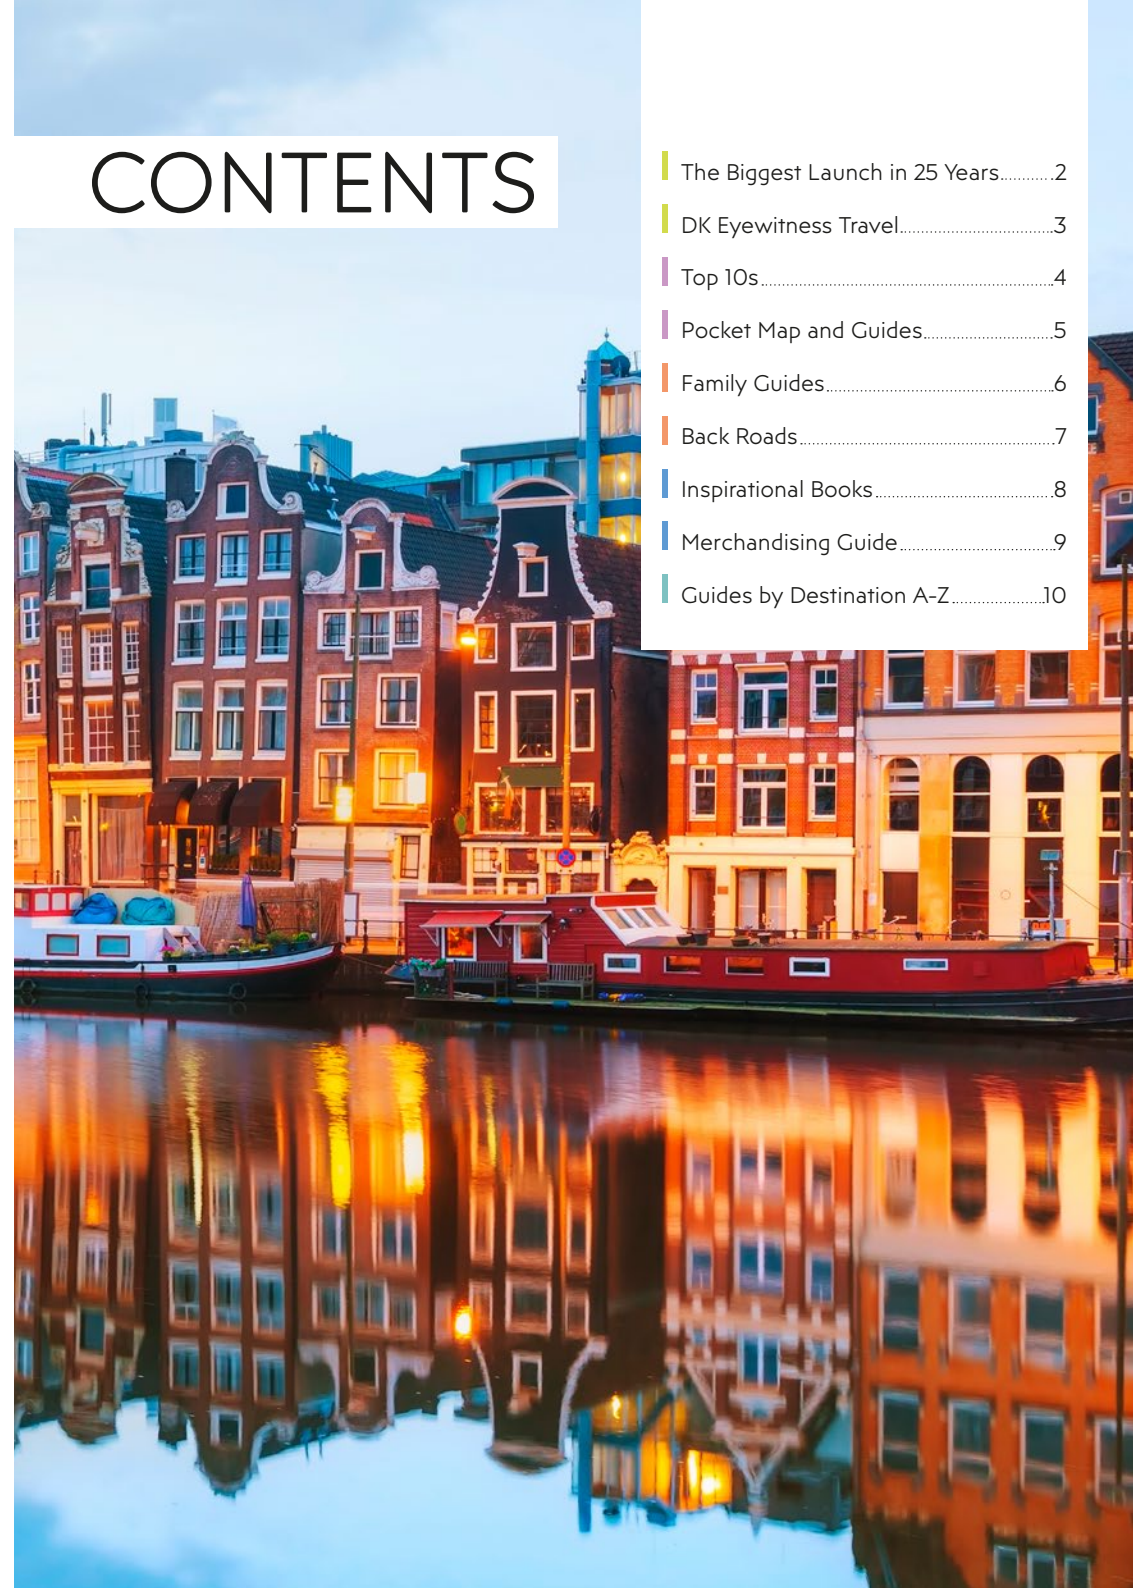 CONTENTS
The Biggest Launch in 25 Years............2
DK Eyewitness Travel..................................3
Top 10s..................................................................4
Pocket Map and Guides.............................5
Family Guides...................................................6
Back Roads.........................................................7
Inspirational Books........................................8
Merchandising Guide...................................9
Guides by Destination A-Z....................10